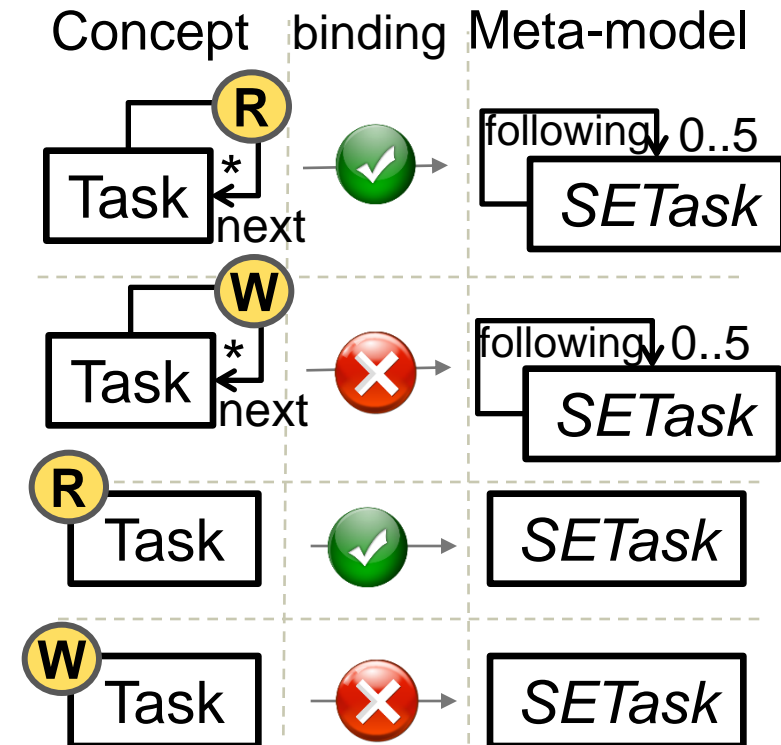 Concept binding Meta-model
R
following 0..5
*
Task SETask
next
W
following 0..5
*
Task SETask
next
R
Task SETask
W
Task SETask